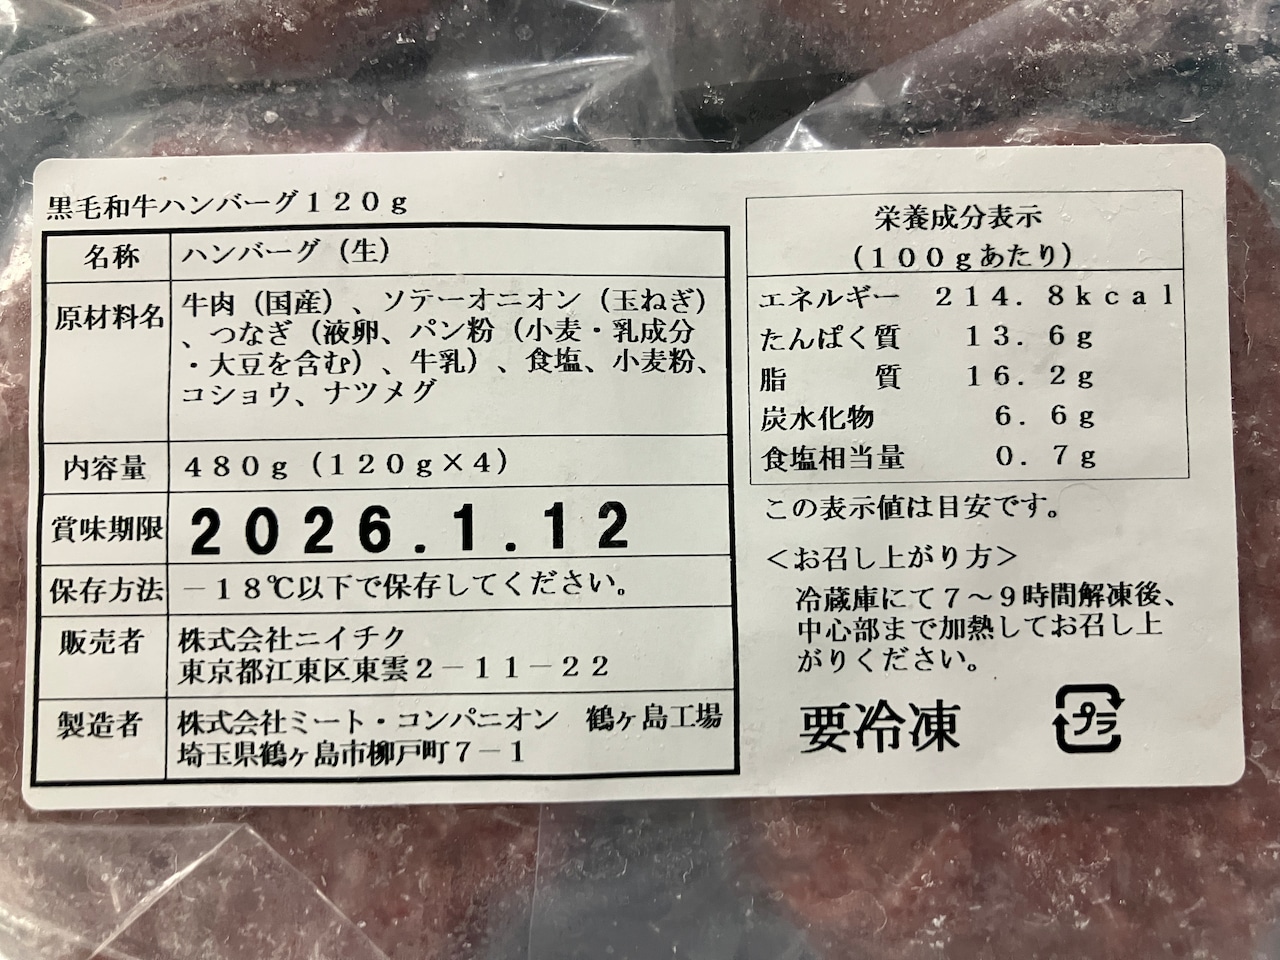 黒毛和牛ハンバーグ１２０ｇ
名称 ハンバーグ（生）
原材料名 牛肉（国産）、ソテーオニオン（玉ねぎ）
、つなぎ（液卵、パン粉（小麦・乳成分
・大豆を含む）、牛乳）、食塩、小麦粉、
コショウ、ナツメグ
内容量 ４８０ｇ（１２０ｇ×４）
賞味期限 2026.1.12
保存方法 －１８℃以下で保存してください。
販売者 株式会社ニイチク
東京都江東区東雲２－１１－２２
製造者 株式会社ミート・コンパニオン　鶴ヶ島工場
埼玉県鶴ヶ島市柳戸町７－１
栄養成分表示
（１００ｇあたり）
エネルギー ２１４．８ｋｃａｌ
たんぱく質 １３．６ｇ
脂　　　質 １６．２ｇ
炭水化物 ６．６ｇ
食塩相当量 ０．７ｇ
この表示値は目安です。
＜お召し上がり方＞
冷蔵庫にて７～９時間解凍後、
中心部まで加熱してお召し上
がりください。
要冷凍
プラ